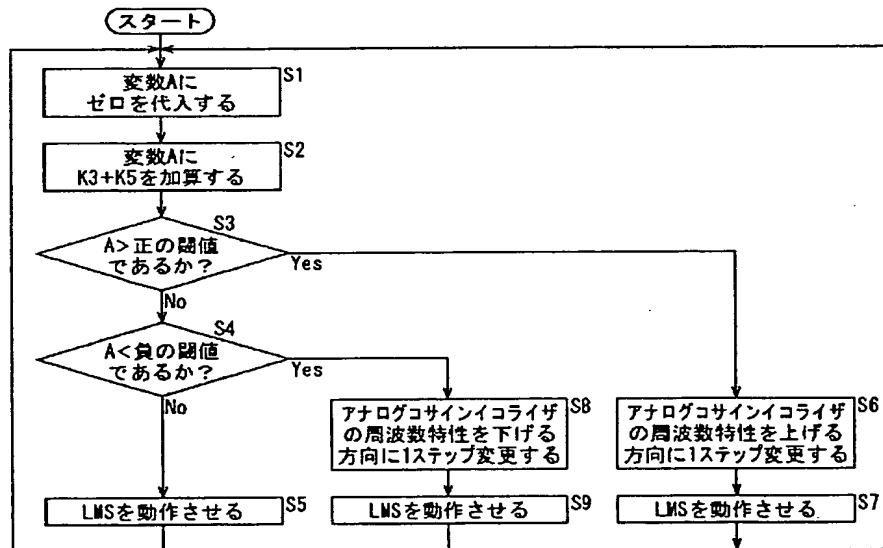 スタート
変数Aに
ゼロを代入する
S1
変数Aに
K3+K5を加算する
S2
A>正の閾値
であるか?
S3
Yes
No
A<負の閾値
であるか?
S4
Yes
No
アナログコサインイコライザ
の周波数特性を下げる
方向に1ステップ変更する
S8
アナログコサインイコライザ
の周波数特性を上げる
方向に1ステップ変更する
S6
LMSを動作させる
S5
LMSを動作させる
S9
LMSを動作させる
S7